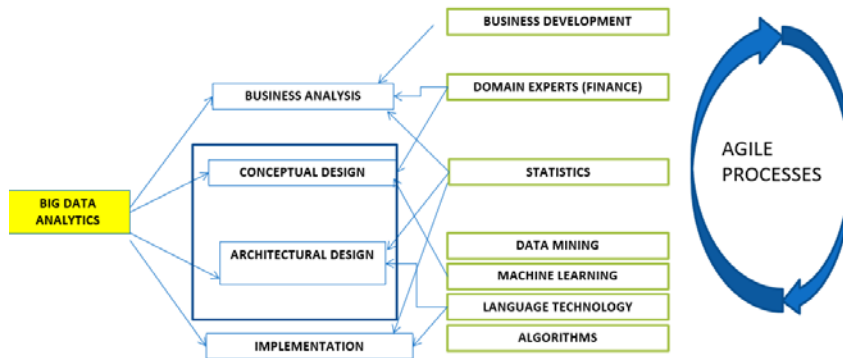 BUSINESS DEVELOPMENT
BUSINESS ANALYSIS
DOMAIN EXPERTS (FINANCE)
CONCEPTUAL DESIGN
STATISTICS
AGILE
PROCESSES
BIG DATA
ANALYTICS
ARCHITECTURAL DESIGN
DATA MINING
MACHINE LEARNING
LANGUAGE TECHNOLOGY
IMPLEMENTATION
ALGORITHMS